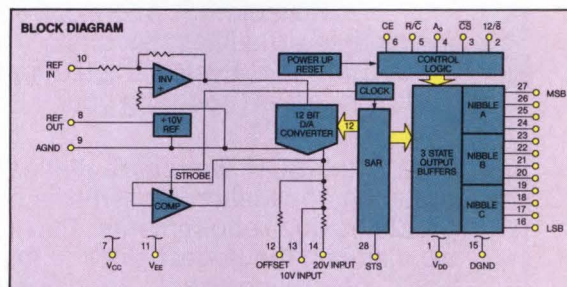 BLOCK DIAGRAM
CE R/C̅ A₀ C̅S̅ 12/8̅
6 5 4 3 2
REF IN
10
INV
POWER UP RESET
CONTROL LOGIC
CLOCK
REF OUT
8
+10V REF
12 BIT D/A CONVERTER
12
SAR
3 STATE OUTPUT BUFFERS
NIBBLE A
NIBBLE B
NIBBLE C
27 MSB
26
25
24
23
22
21
20
19
18
17
16 LSB
AGND
9
STROBE
COMP
7
VCC
11
VEE
12
OFFSET
13
10V INPUT
14
20V INPUT
28
STS
1
VDD
15
DGND